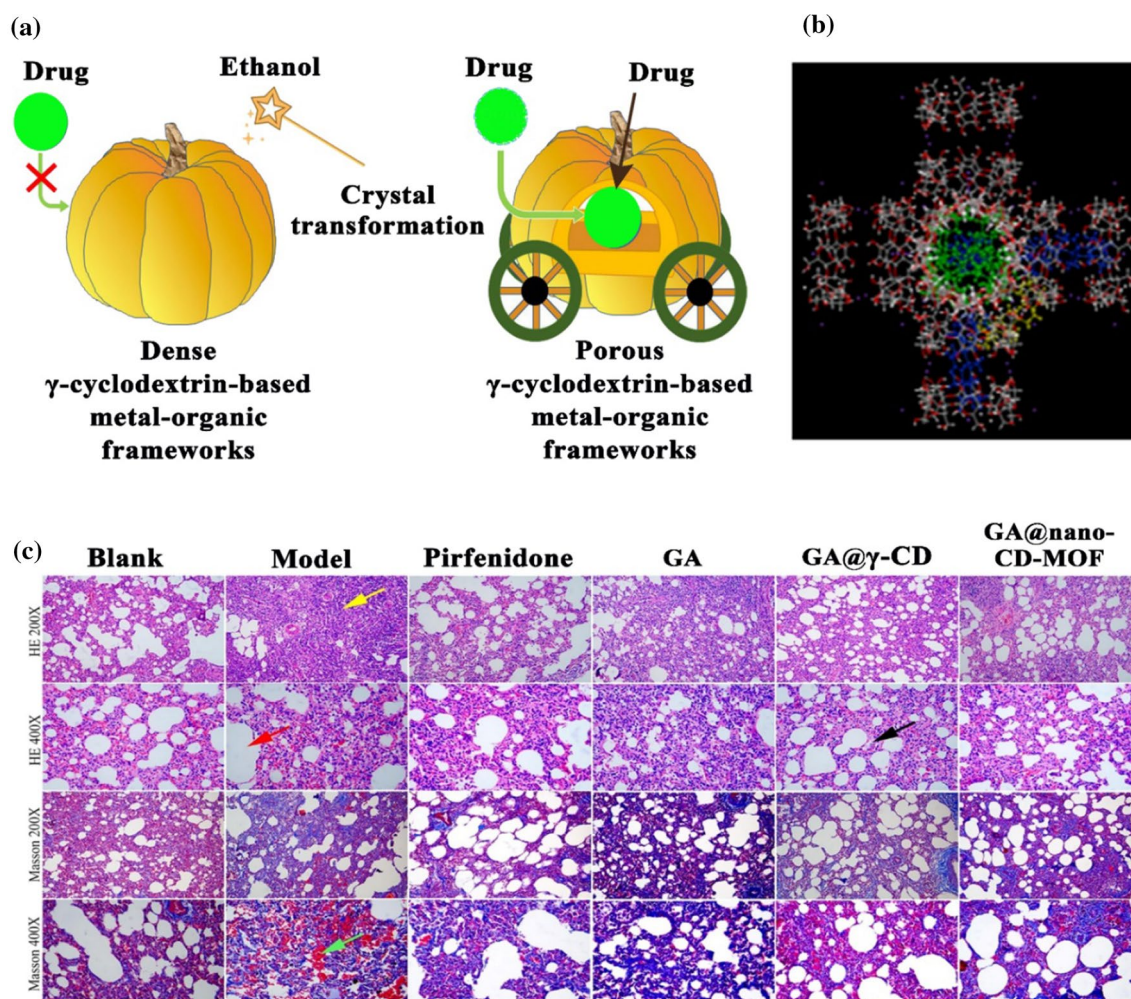 (a)
Drug
Ethanol
Crystal
transformation
Dense
γ-cyclodextrin-based
metal-organic
frameworks
Drug
Drug
Porous
γ-cyclodextrin-based
metal-organic
frameworks
(b)
(c)
Blank
Model
Pirfenidone
GA
GA@γ-CD
GA@nano-
CD-MOF
HE 200X
HE 400X
Masson 200X
Masson 400X